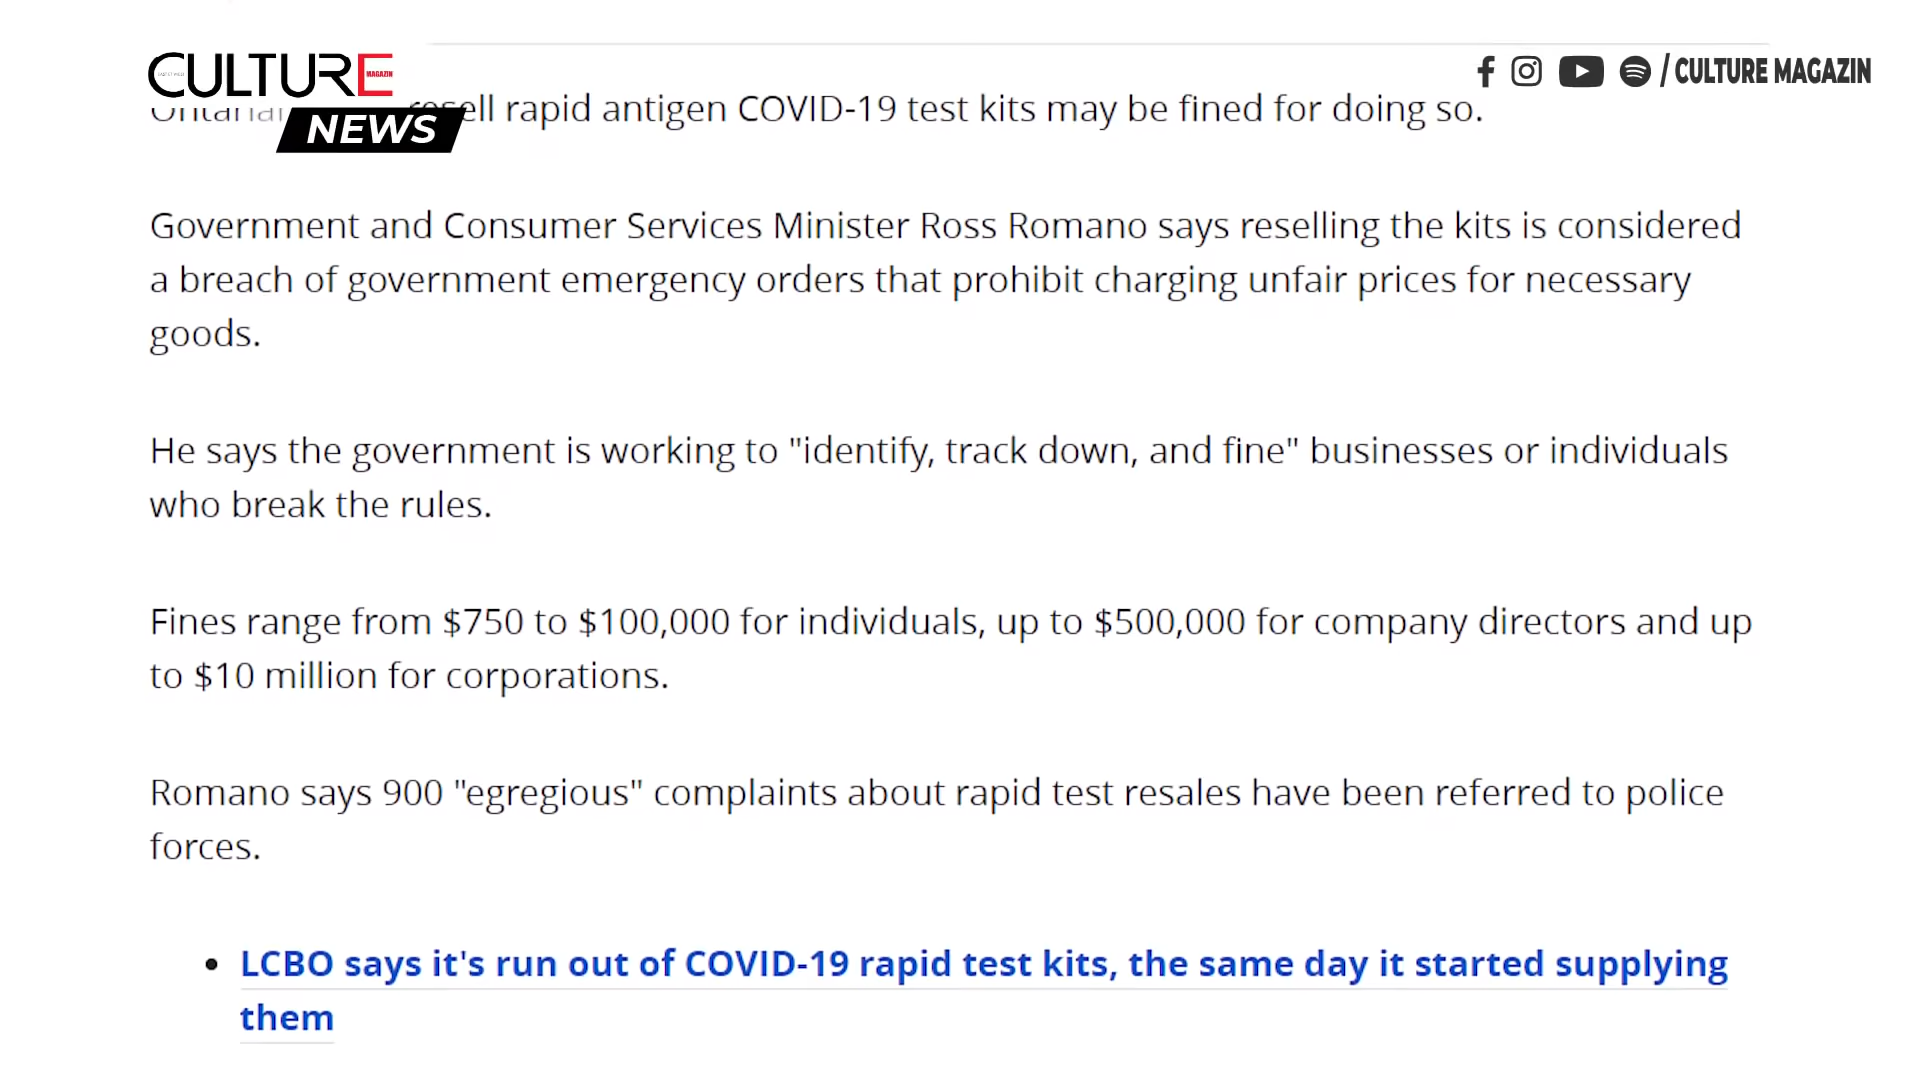 CULTURE
MAGAZIN
NEWS
/ CULTURE MAGAZIN
resell rapid antigen COVID-19 test kits may be fined for doing so.
Government and Consumer Services Minister Ross Romano says reselling the kits is considered
a breach of government emergency orders that prohibit charging unfair prices for necessary
goods.
He says the government is working to "identify, track down, and fine" businesses or individuals
who break the rules.
Fines range from $750 to $100,000 for individuals, up to $500,000 for company directors and up
to $10 million for corporations.
Romano says 900 "egregious" complaints about rapid test resales have been referred to police
forces.
• LCBO says it's run out of COVID-19 rapid test kits, the same day it started supplying
them